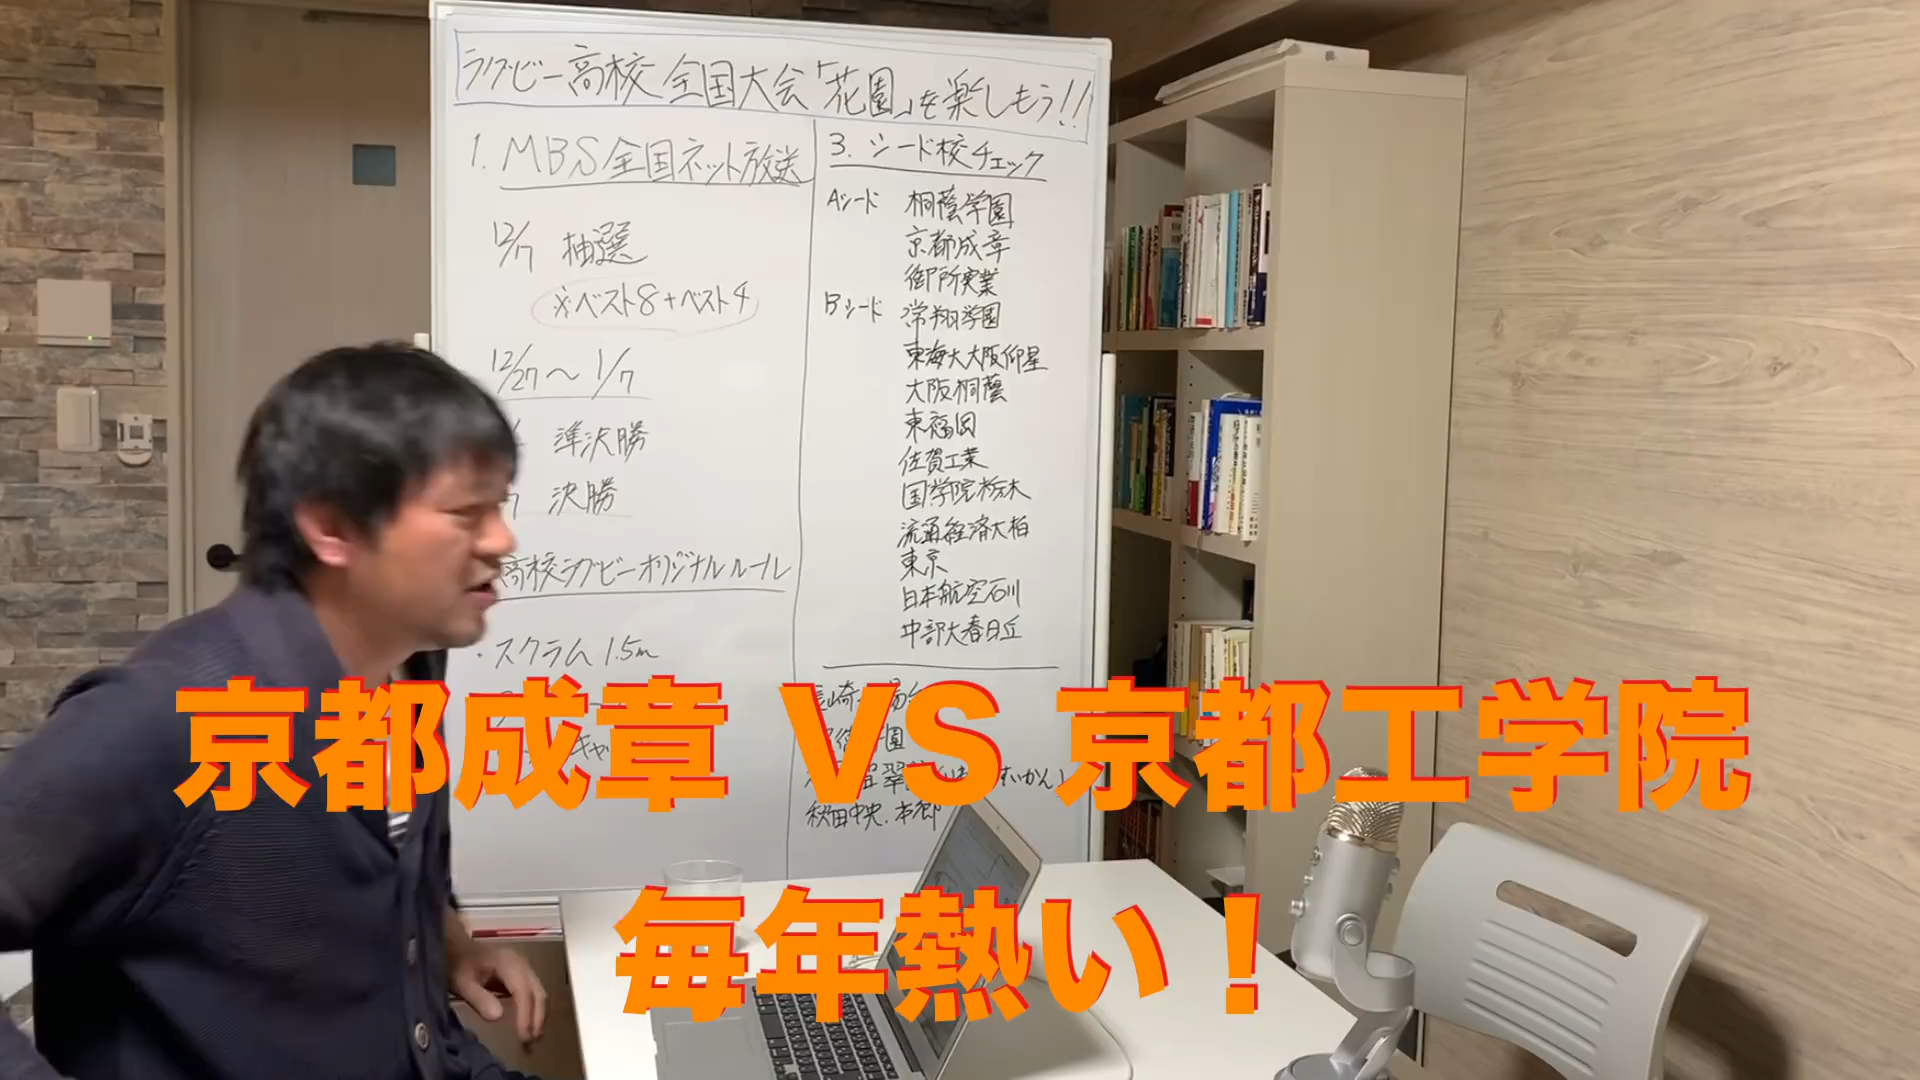 ラグビー高校全国大会「花園」を楽しもう!!
1. MBS全国ネット放送
12/7 抽選
※ベスト8+ベスト4
12/27〜1/7
準決勝
7 決勝
高校ラグビーオリジナルルール
・スクラム1.5m
3. シード校チェック
Aシード 桐蔭学園
京都成章
御所実業
Bシード 常翔学園
東海大大阪仰星
大阪桐蔭
東福岡
佐賀工業
国学院栃木
流通経済大柏
東京
日本航空石川
中部大春日丘
秋田中央.本郷
京都成章 VS 京都工学院
毎年熱い！